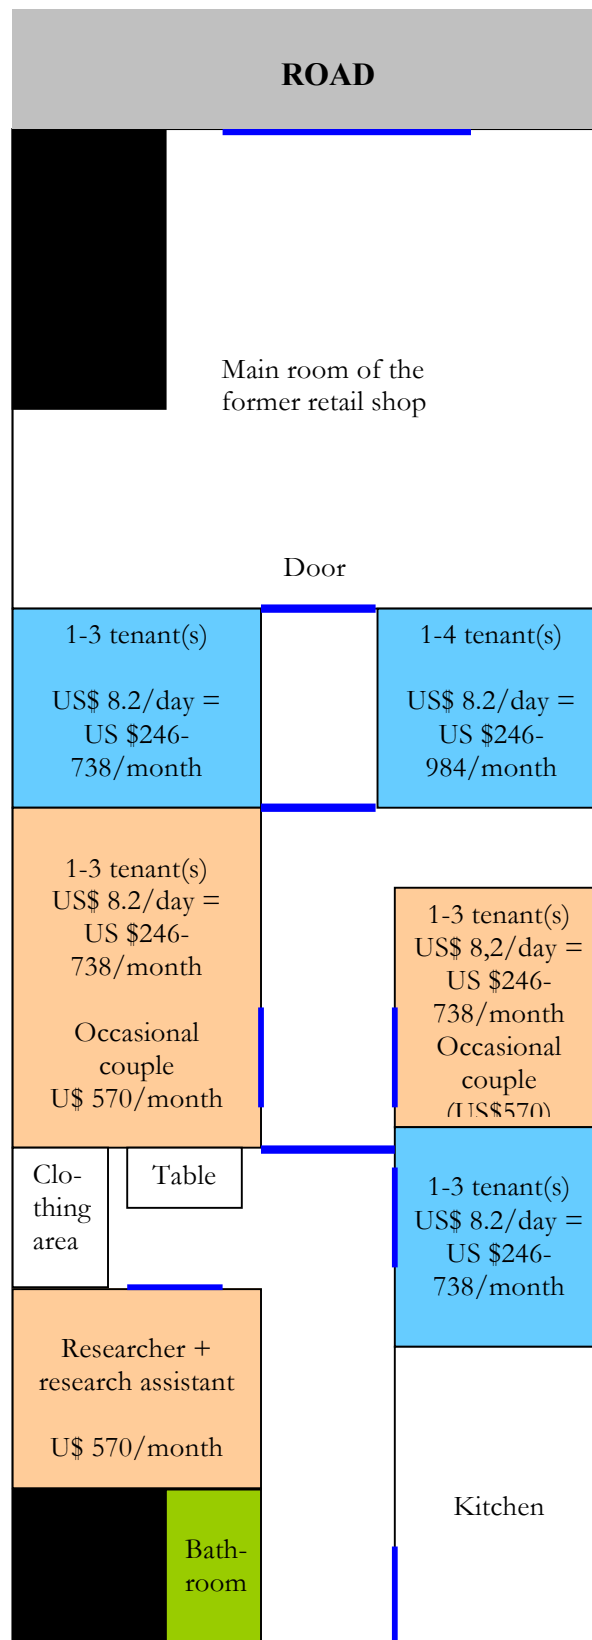 ROAD
Main room of the
former retail shop
Door
1-3 tenant(s)
US$ 8.2/day =
US $246-
738/month
1-4 tenant(s)
US$ 8.2/day =
US $246-
984/month
1-3 tenant(s)
US$ 8.2/day =
US $246-
738/month
Occasional
couple
U$ 570/month
1-3 tenant(s)
US$ 8,2/day =
US $246-
738/month
Occasional
couple
(US$570)
Clo-
thing
area
Table
1-3 tenant(s)
US$ 8.2/day =
US $246-
738/month
Researcher +
research assistant
U$ 570/month
Kitchen
Bath-
room